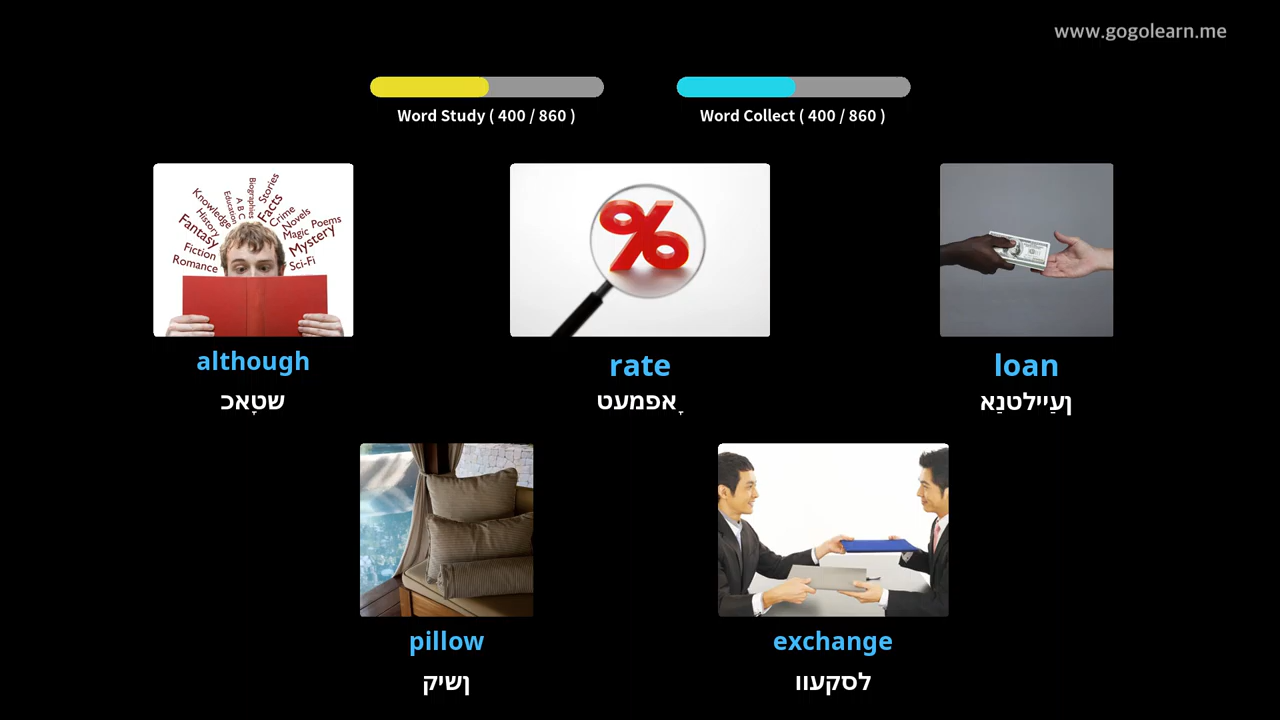 www.gogolearn.me
Word Study ( 400 / 860 )
Word Collect ( 400 / 860 )
Knowledge
History
Fantasy
Fiction
Romance
Education
A B C
Biographies
Stories
Facts
Crime
Novels
Magic
Poems
Mystery
Sci-Fi
%
although
שטָאכ
rate
ָאפמעט
loan
ןעַיילטנַא
pillow
ןשיק
exchange
לסקעוו